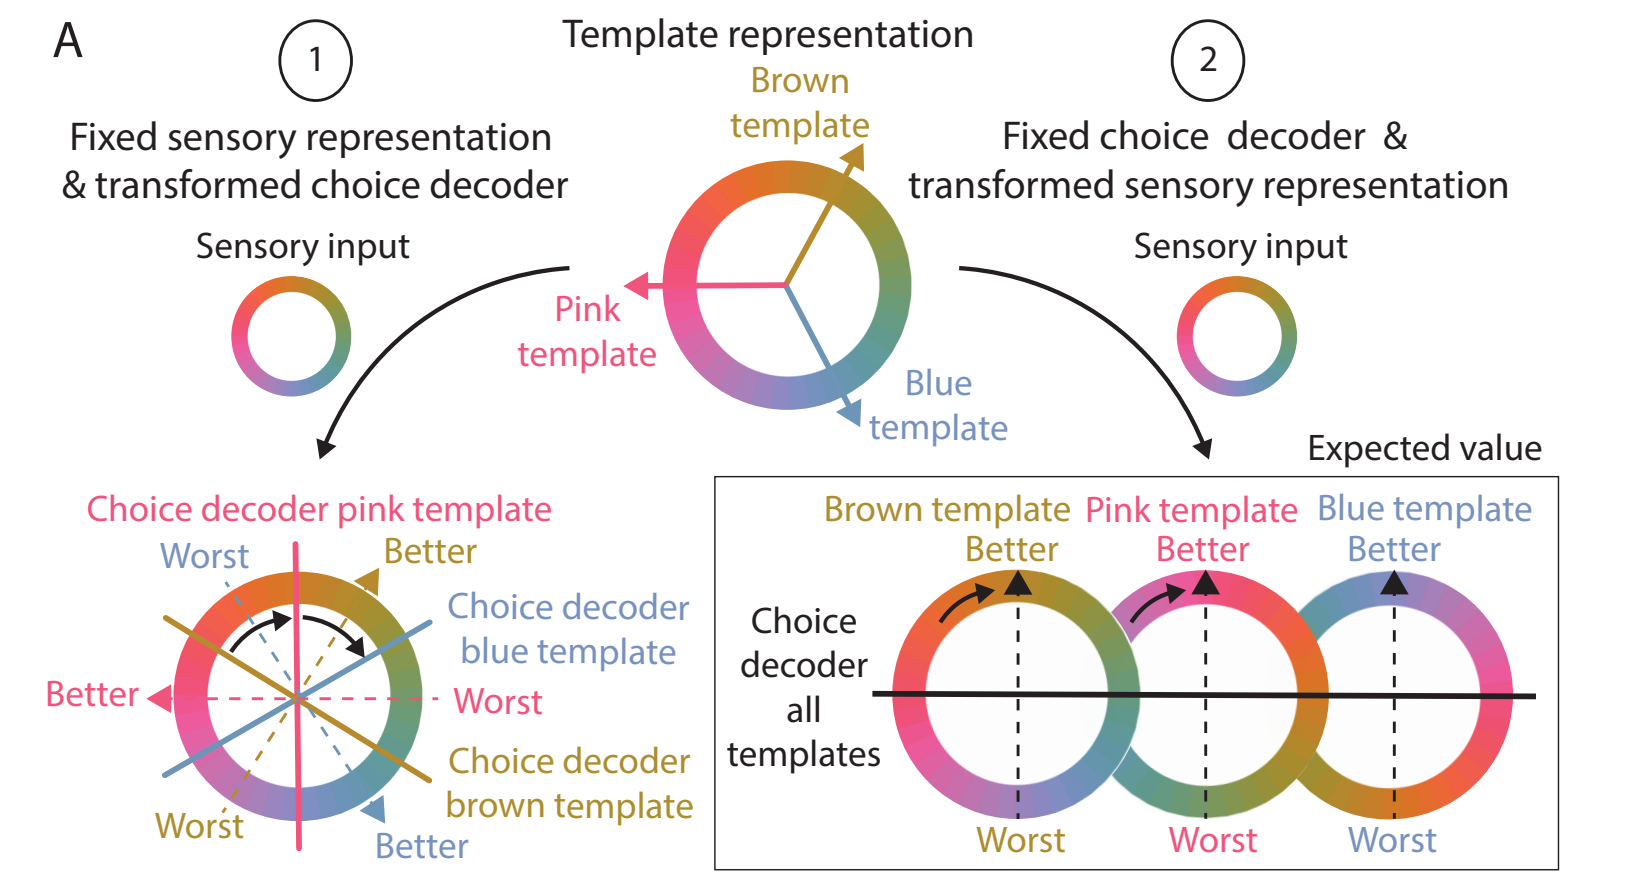 A
1
Fixed sensory representation
& transformed choice decoder
Sensory input
Template representation
Brown
template
Pink
template
Blue
template
2
Fixed choice decoder &
transformed sensory representation
Sensory input
Choice decoder pink template
Worst
Better
Choice decoder
blue template
Better
Worst
Choice decoder
brown template
Worst
Better
Expected value
Brown template
Better
Pink template
Better
Blue template
Better
Choice
decoder
all
templates
Worst
Worst
Worst